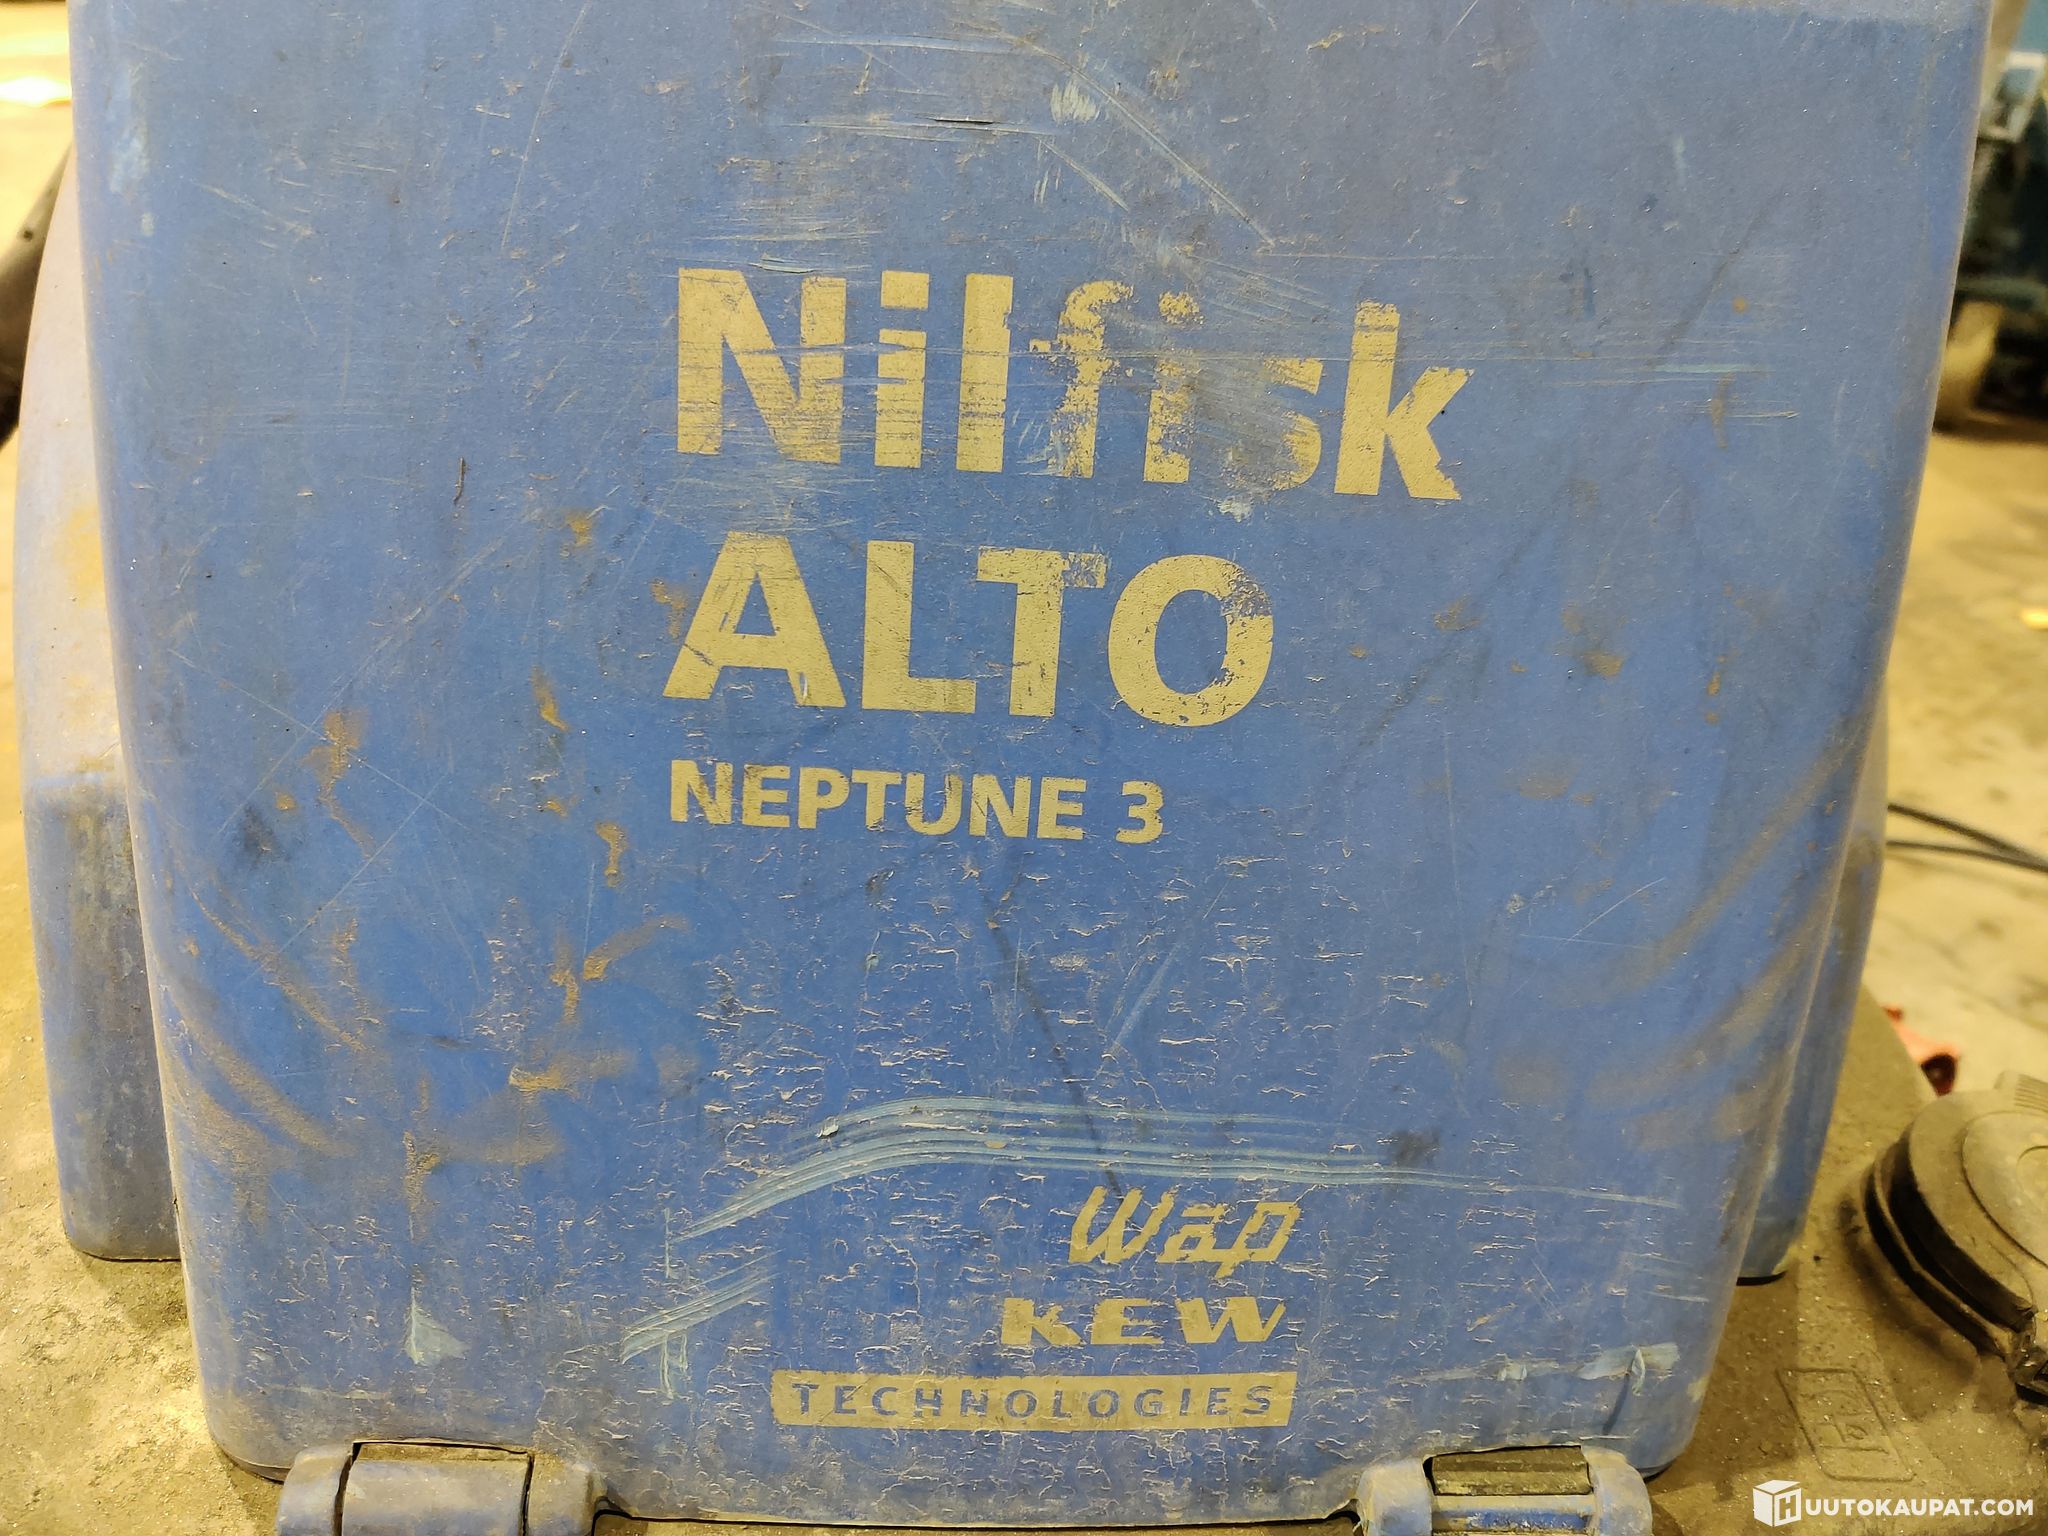 Nilfisk
ALTO
NEPTUNE 3
Wap
KEW
TECHNOLOGIES
HUUTOKAUPAT.COM